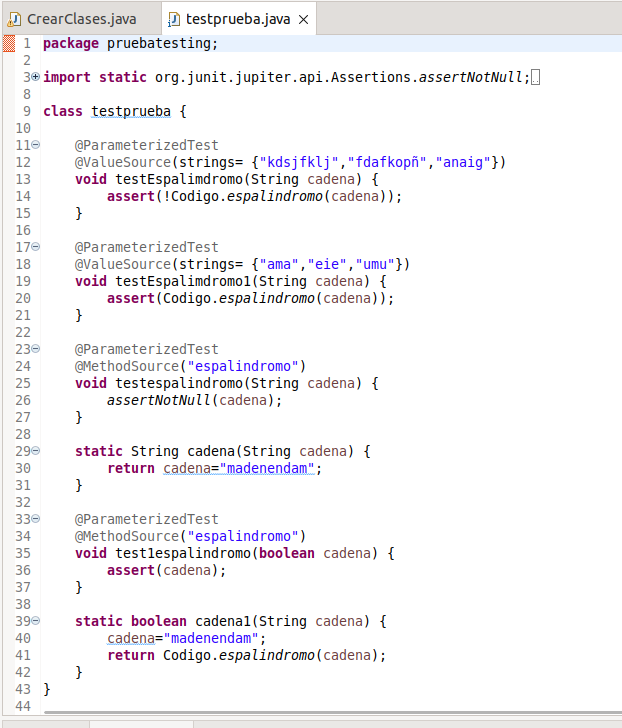 CrearClases.java testprueba.java
1 package pruebatesting;
2
3 import static org.junit.jupiter.api.Assertions.assertNotNull;
8
9 class testprueba {
10
11 @ParameterizedTest
12 @ValueSource(strings= {"kdsjfklj","fdafkopñ","anaig"})
13 void testEspalimdromo(String cadena) {
14 assert(!Codigo.espalindromo(cadena));
15 }
16
17 @ParameterizedTest
18 @ValueSource(strings= {"ama","eie","umu"})
19 void testEspalimdromo1(String cadena) {
20 assert(Codigo.espalindromo(cadena));
21 }
22
23 @ParameterizedTest
24 @MethodSource("espalindromo")
25 void testespalindromo(String cadena) {
26 assertNotNull(cadena);
27 }
28
29 static String cadena(String cadena) {
30 return cadena="madenendam";
31 }
32
33 @ParameterizedTest
34 @MethodSource("espalindromo")
35 void test1espalindromo(boolean cadena) {
36 assert(cadena);
37 }
38
39 static boolean cadena1(String cadena) {
40 cadena="madenendam";
41 return Codigo.espalindromo(cadena);
42 }
43 }
44